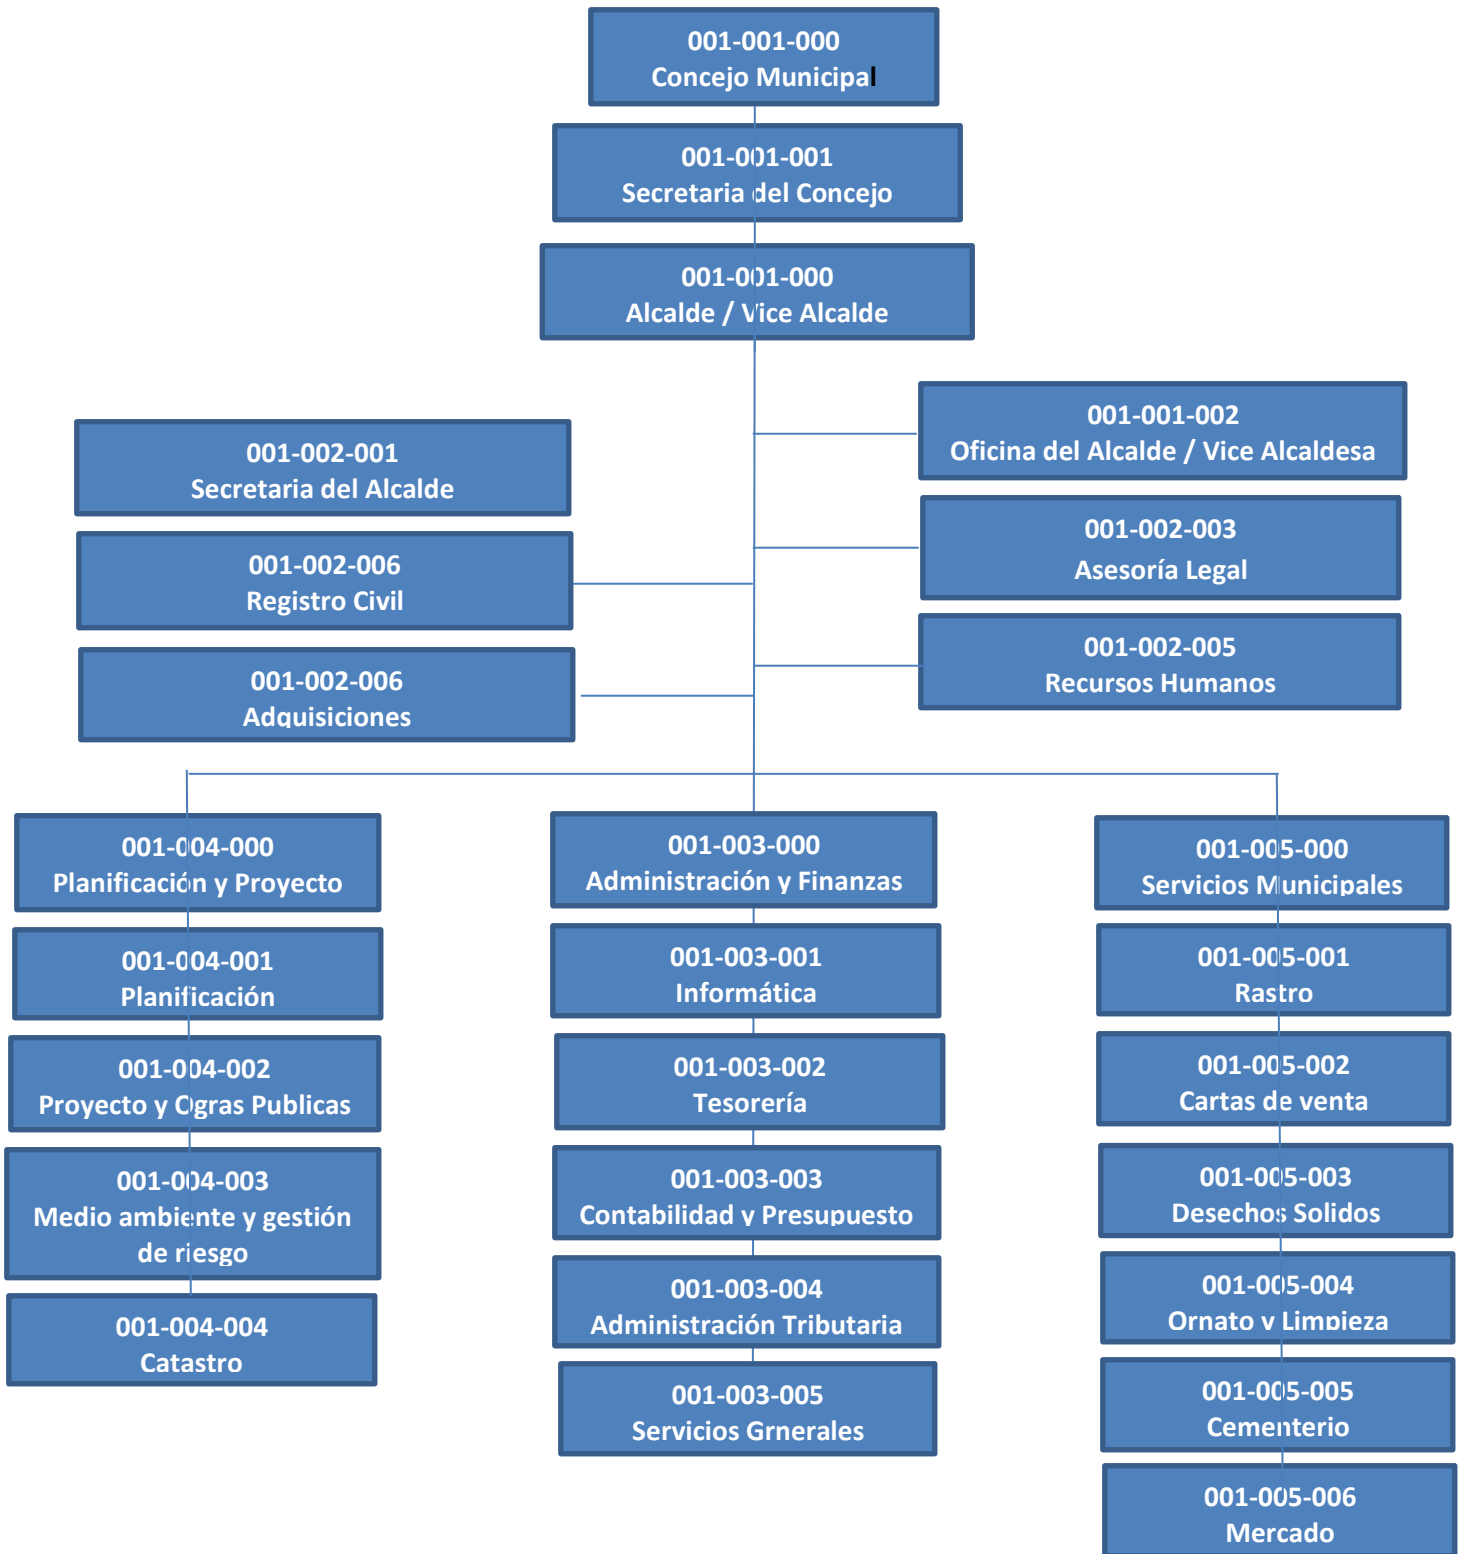 001-001-000
Concejo Municipal
001-001-001
Secretaria del Concejo
001-001-000
Alcalde / Vice Alcalde
001-001-002
Oficina del Alcalde / Vice Alcaldesa
001-002-001
Secretaria del Alcalde
001-002-003
Asesoría Legal
001-002-006
Registro Civil
001-002-005
Recursos Humanos
001-002-006
Adquisiciones
001-004-000
Planificación y Proyecto
001-004-001
Planificación
001-004-002
Proyecto y Ogras Publicas
001-004-003
Medio ambiente y gestión
de riesgo
001-004-004
Catastro
001-003-000
Administración y Finanzas
001-003-001
Informática
001-003-002
Tesorería
001-003-003
Contabilidad y Presupuesto
001-003-004
Administración Tributaria
001-003-005
Servicios Grnerales
001-005-000
Servicios Municipales
001-005-001
Rastro
001-005-002
Cartas de venta
001-005-003
Desechos Solidos
001-005-004
Ornato y Limpieza
001-005-005
Cementerio
001-005-006
Mercado